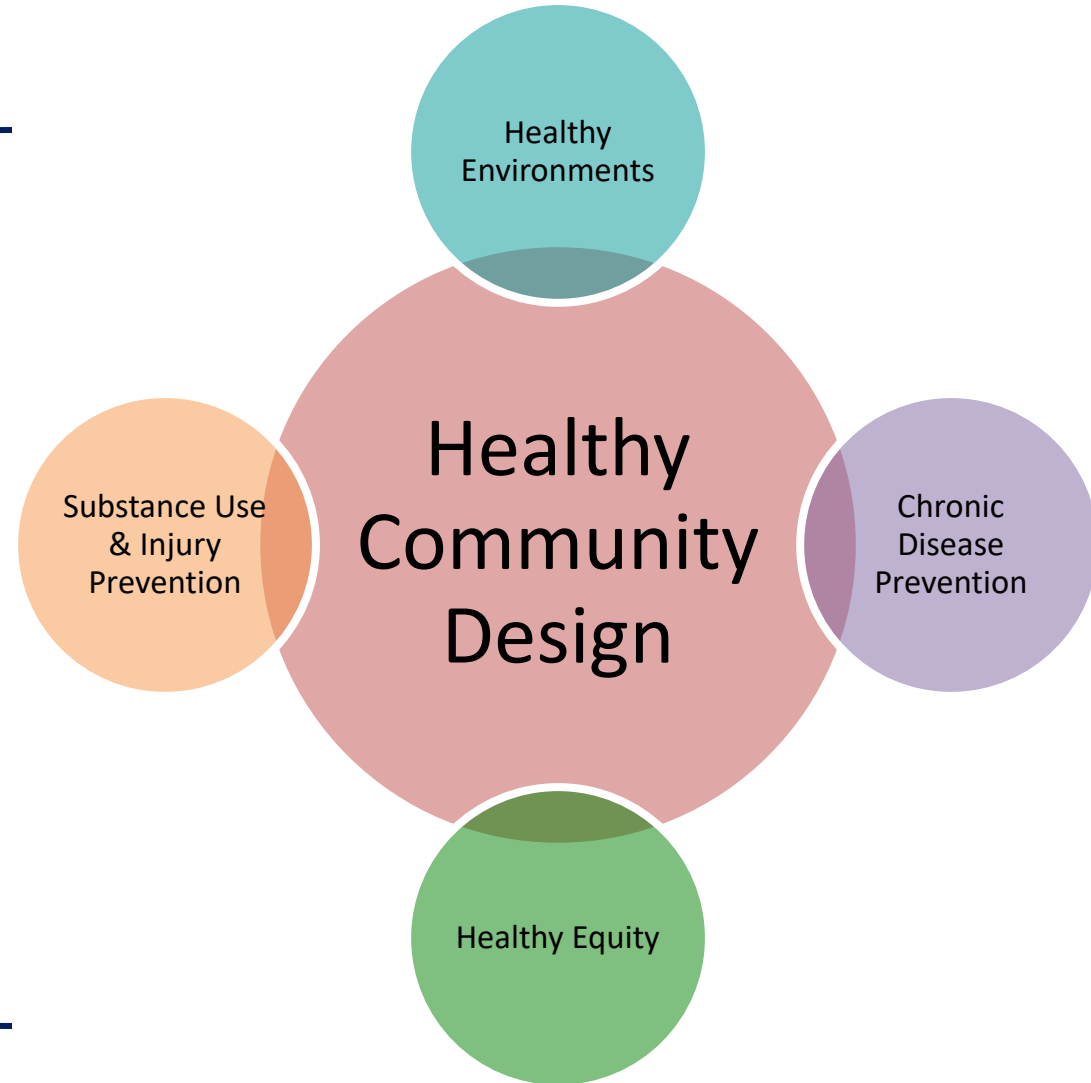 Healthy
Environments
Substance Use
& Injury
Prevention
Healthy
Community
Design
Chronic
Disease
Prevention
Healthy Equity